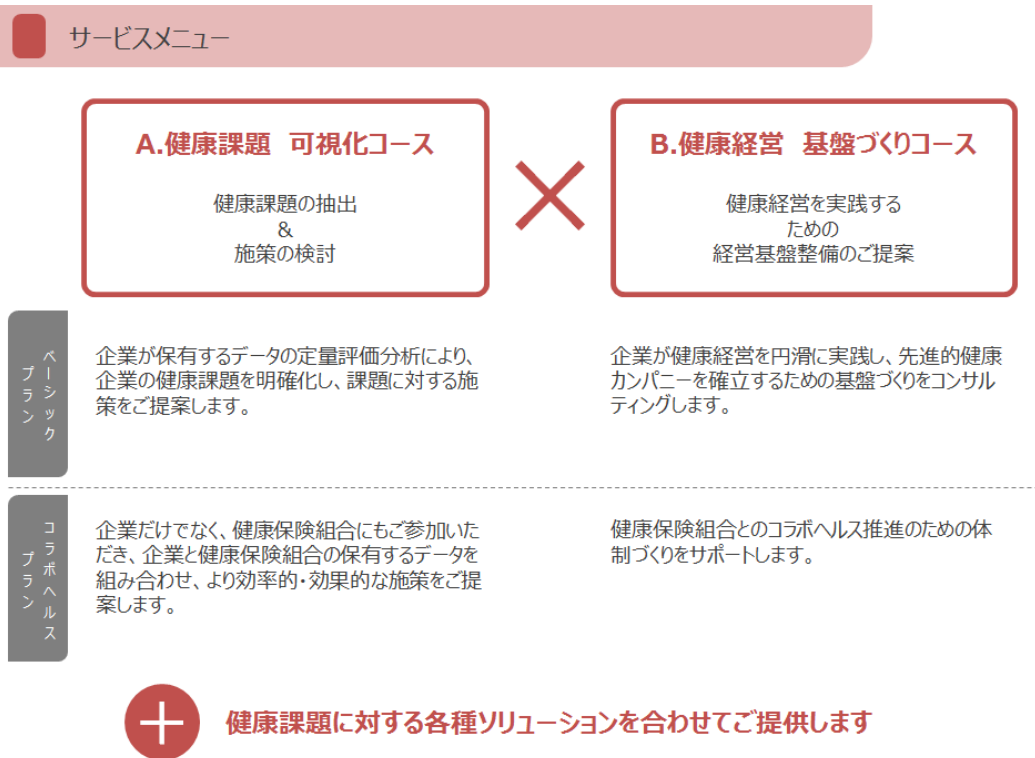 サービスメニュー
A.健康課題 可視化コース
健康課題の抽出
&
施策の検討
×
B.健康経営 基盤づくりコース
健康経営を実践する
ための
経営基盤整備のご提案
ベーシック
プラン
企業が保有するデータの定量評価分析により、
企業の健康課題を明確化し、課題に対する施
策をご提案します。
企業が健康経営を円滑に実践し、先進的健康
カンパニーを確立するための基盤づくりをコンサル
ティングします。
コラボヘルス
プラン
企業だけでなく、健康保険組合にもご参加いた
だき、企業と健康保険組合の保有するデータを
組み合わせ、より効率的・効果的な施策をご提
案します。
健康保険組合とのコラボヘルス推進のための体
制づくりをサポートします。
+
健康課題に対する各種ソリューションを合わせてご提供します